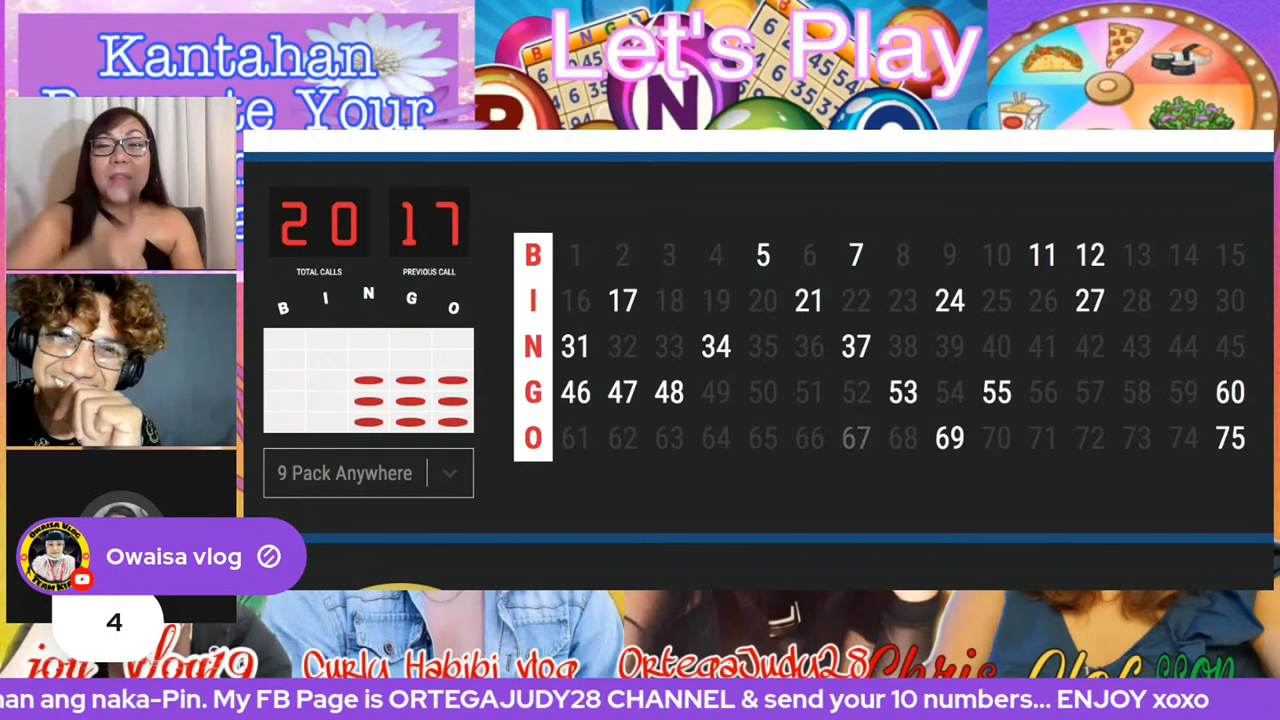 Kantahan
Let's Play
20 17
TOTAL CALLS PREVIOUS CALL
B I N G O
9 Pack Anywhere
B 1 2 3 4 5 6 7 8 9 10 11 12 13 14 15
I 16 17 18 19 20 21 22 23 24 25 26 27 28 29 30
N 31 32 33 34 35 36 37 38 39 40 41 42 43 44 45
G 46 47 48 49 50 51 52 53 54 55 56 57 58 59 60
O 61 62 63 64 65 66 67 68 69 70 71 72 73 74 75
Owaisa vlog
4
Curly Habibi vlog
OrtegaJudy28
Chris
ang naka-Pin. My FB Page is ORTEGAJUDY28 CHANNEL & send your 10 numbers... ENJOY xoxo